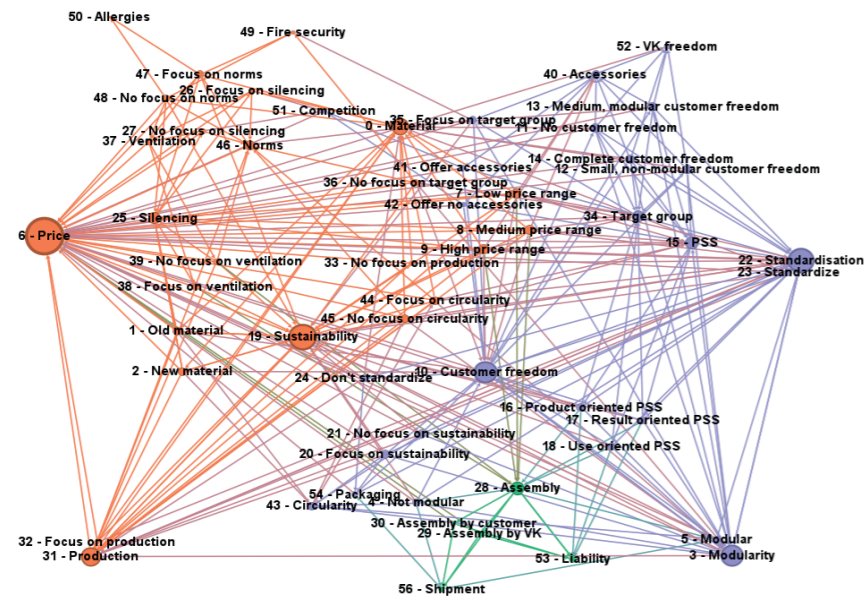 50 - Allergies
49 - Fire security
52 - VK freedom
47 - Focus on norms
40 - Accessories
26 - Focus on silencing
48 - No focus on norms
51 - Competition
13 - Medium, modular customer freedom
35 - Focus on target group
0 - Material
11 - No customer freedom
27 - No focus on silencing
37 - Ventilation
46 - Norms
14 - Complete customer freedom
41 - Offer accessories
12 - Small, non-modular customer freedom
36 - No focus on target group
7 - Low price range
42 - Offer no accessories
25 - Silencing
34 - Target group
6 - Price
8 - Medium price range
15 - PSS
9 - High price range
39 - No focus on ventilation
33 - No focus on production
22 - Standardisation
23 - Standardize
38 - Focus on ventilation
44 - Focus on circularity
45 - No focus on circularity
1 - Old material
19 - Sustainability
2 - New material
24 - Don't standardize
10 - Customer freedom
16 - Product oriented PSS
17 - Result oriented PSS
21 - No focus on sustainability
18 - Use oriented PSS
20 - Focus on sustainability
28 - Assembly
54 - Packaging
4 - Not modular
43 - Circularity
30 - Assembly by customer
29 - Assembly by VK
32 - Focus on production
31 - Production
5 - Modular
3 - Modularity
53 - Liability
56 - Shipment